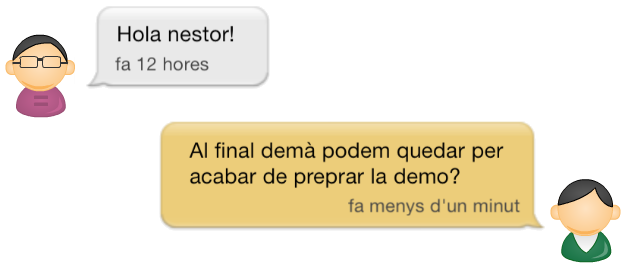 Hola nestor!
fa 12 hores
Al final demà podem quedar per
acabar de preprar la demo?
fa menys d'un minut